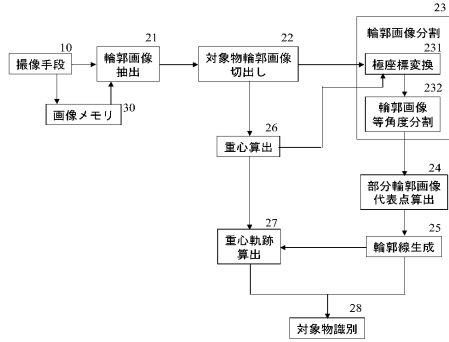 23
10
21
22
輪郭画像分割
231
撮像手段
輪郭画像
抽出
対象物輪郭画像
切出し
極座標変換
232
画像メモリ
30
輪郭画像
等角度分割
26
重心算出
24
部分輪郭画像
代表点算出
27
25
重心軌跡
算出
輪郭線生成
28
対象物識別